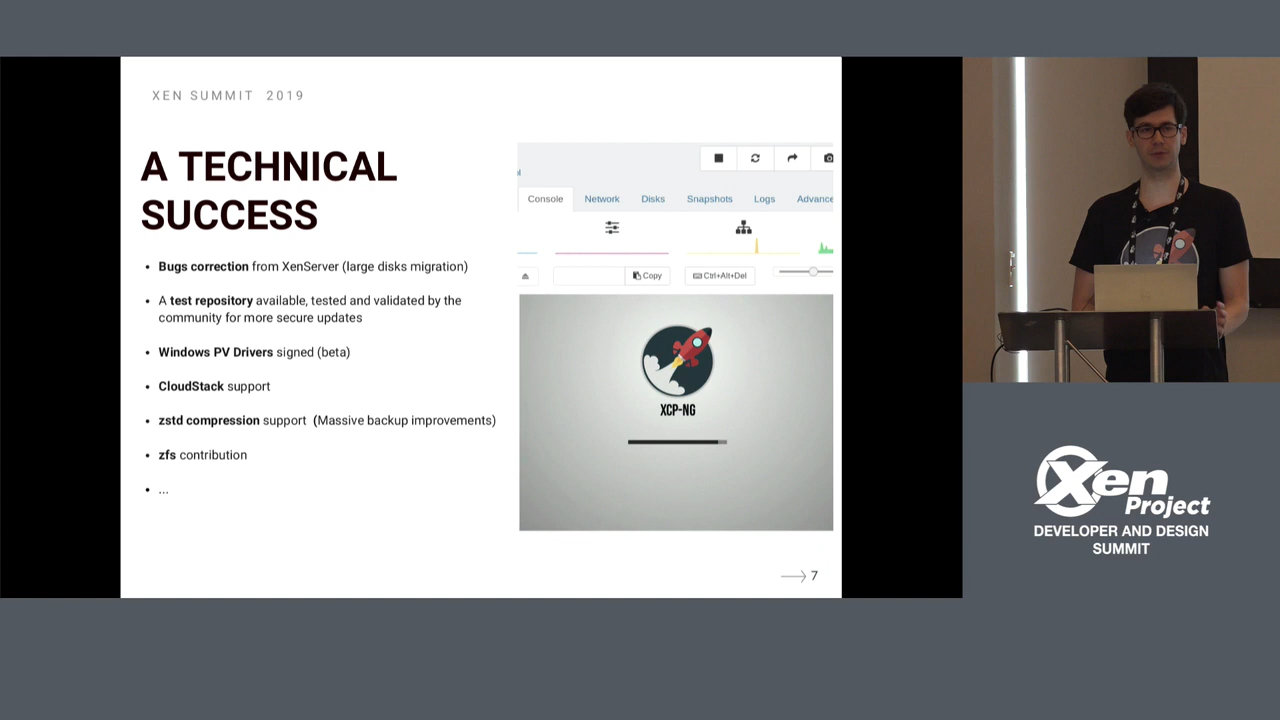 XEN SUMMIT 2019
A TECHNICAL
SUCCESS
• Bugs correction from XenServer (large disks migration)
• A test repository available, tested and validated by the
community for more secure updates
• Windows PV Drivers signed (beta)
• CloudStack support
• zstd compression support (Massive backup improvements)
• zfs contribution
• ...
Console Network Disks Snapshots Logs Advance
Copy Ctrl+Alt+Del
XCP-NG
7
Xen
Project
DEVELOPER AND DESIGN
SUMMIT